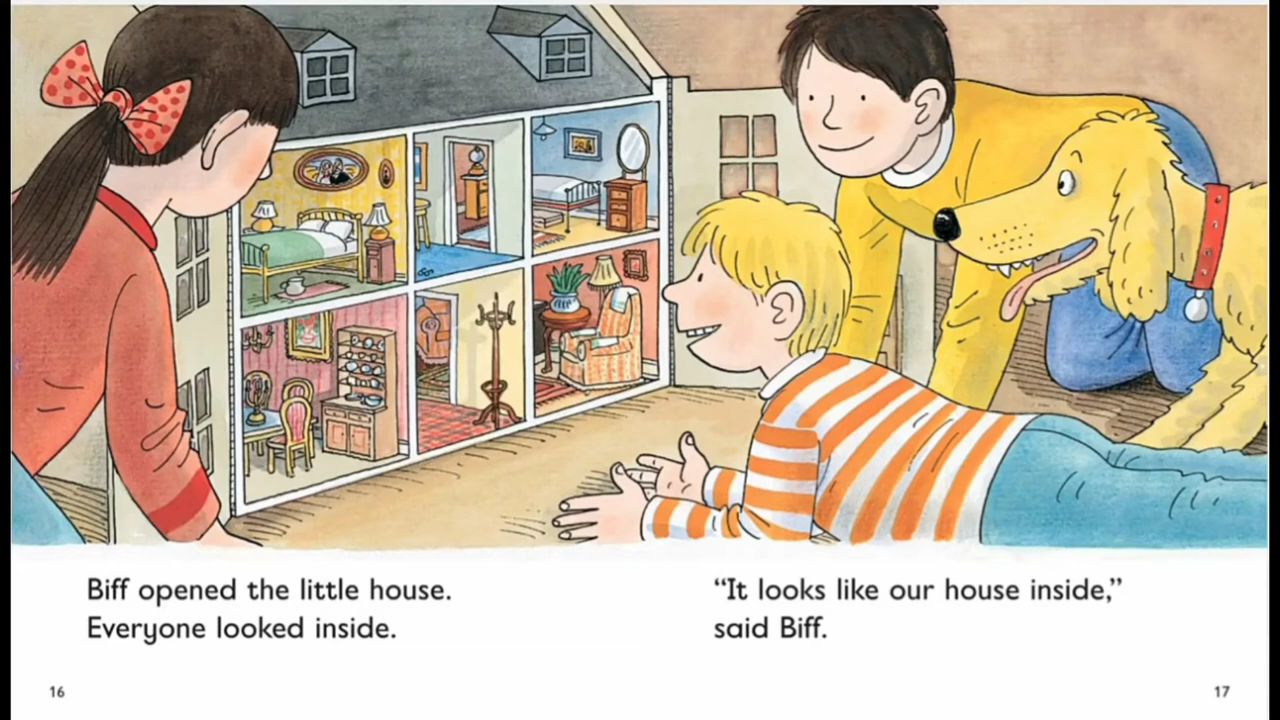 Biff opened the little house.
Everyone looked inside.
“It looks like our house inside,”
said Biff.
16
17